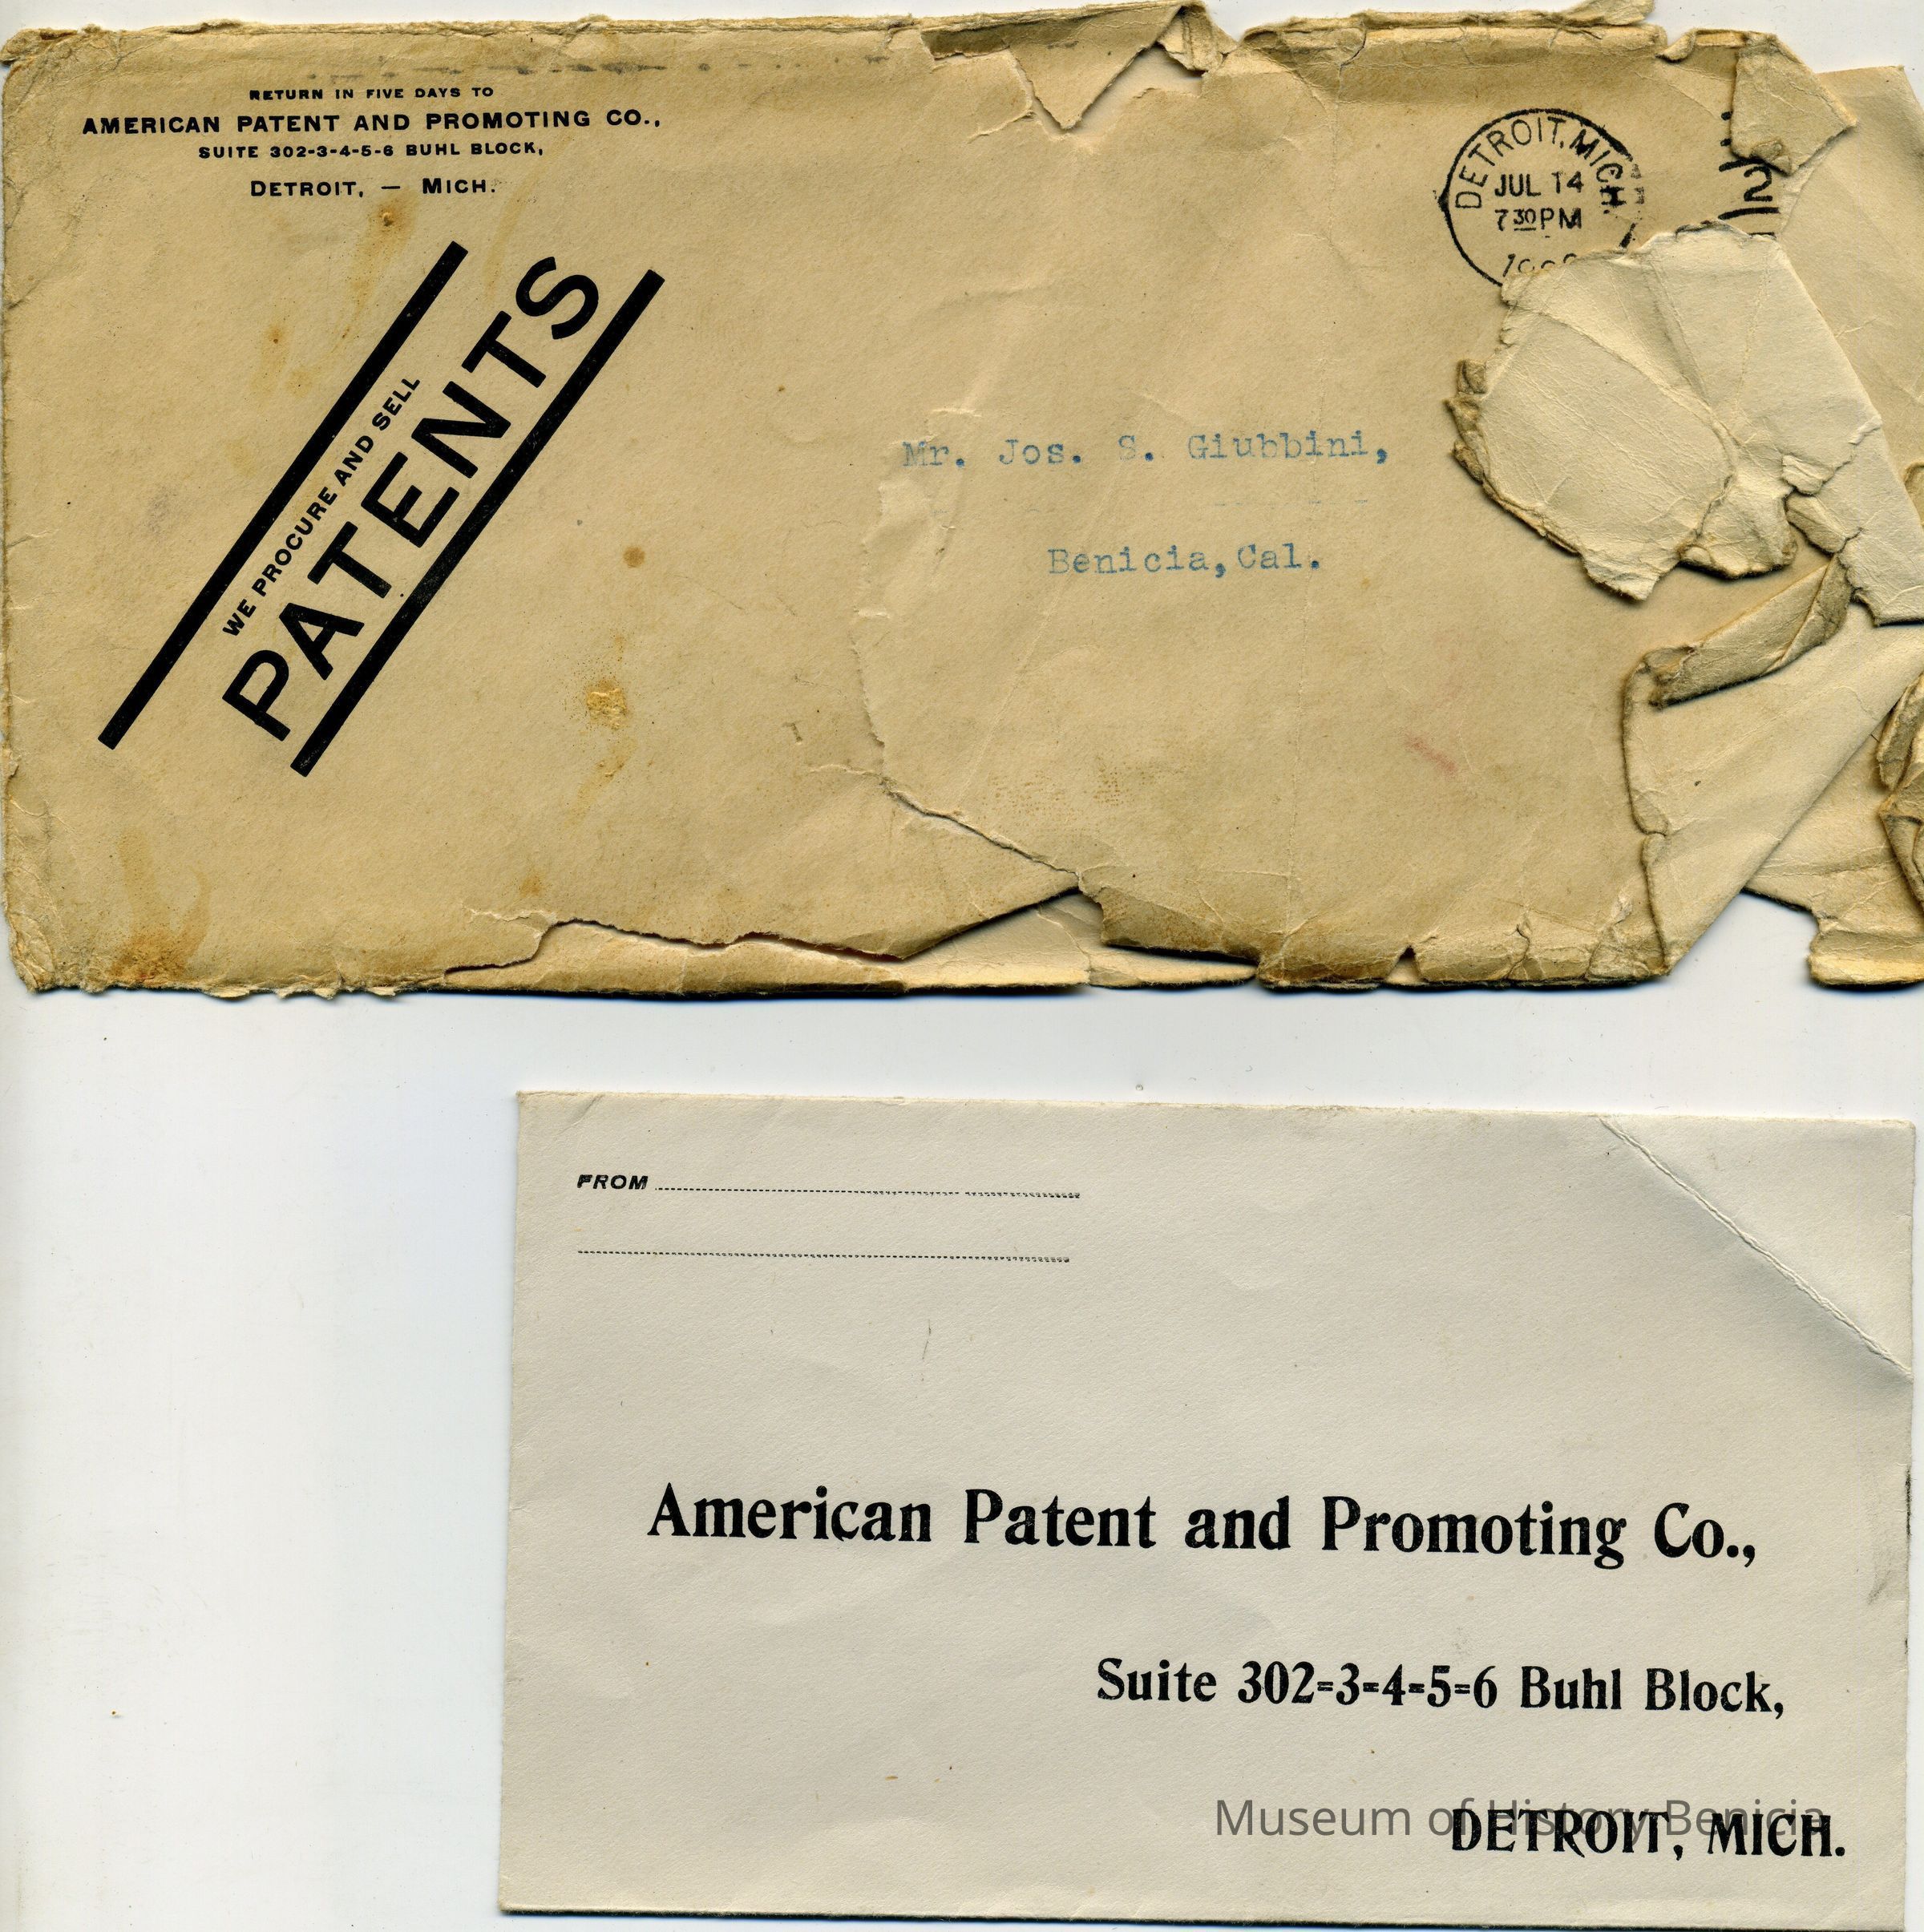 RETURN IN FIVE DAYS TO
AMERICAN PATENT AND PROMOTING CO.,
SUITE 302-3-4-5-6 BUHL BLOCK,
DETROIT, — MICH.
DETROIT, MICH.
JUL 14
7 30 PM
2
WE PROCURE AND SELL
PATENTS
Mr. Jos. S. Giubbini,
Benicia, Cal.
FROM
American Patent and Promoting Co.,
Suite 302=3=4=5=6 Buhl Block,
DETROIT, MICH.
Museum of History Benicia